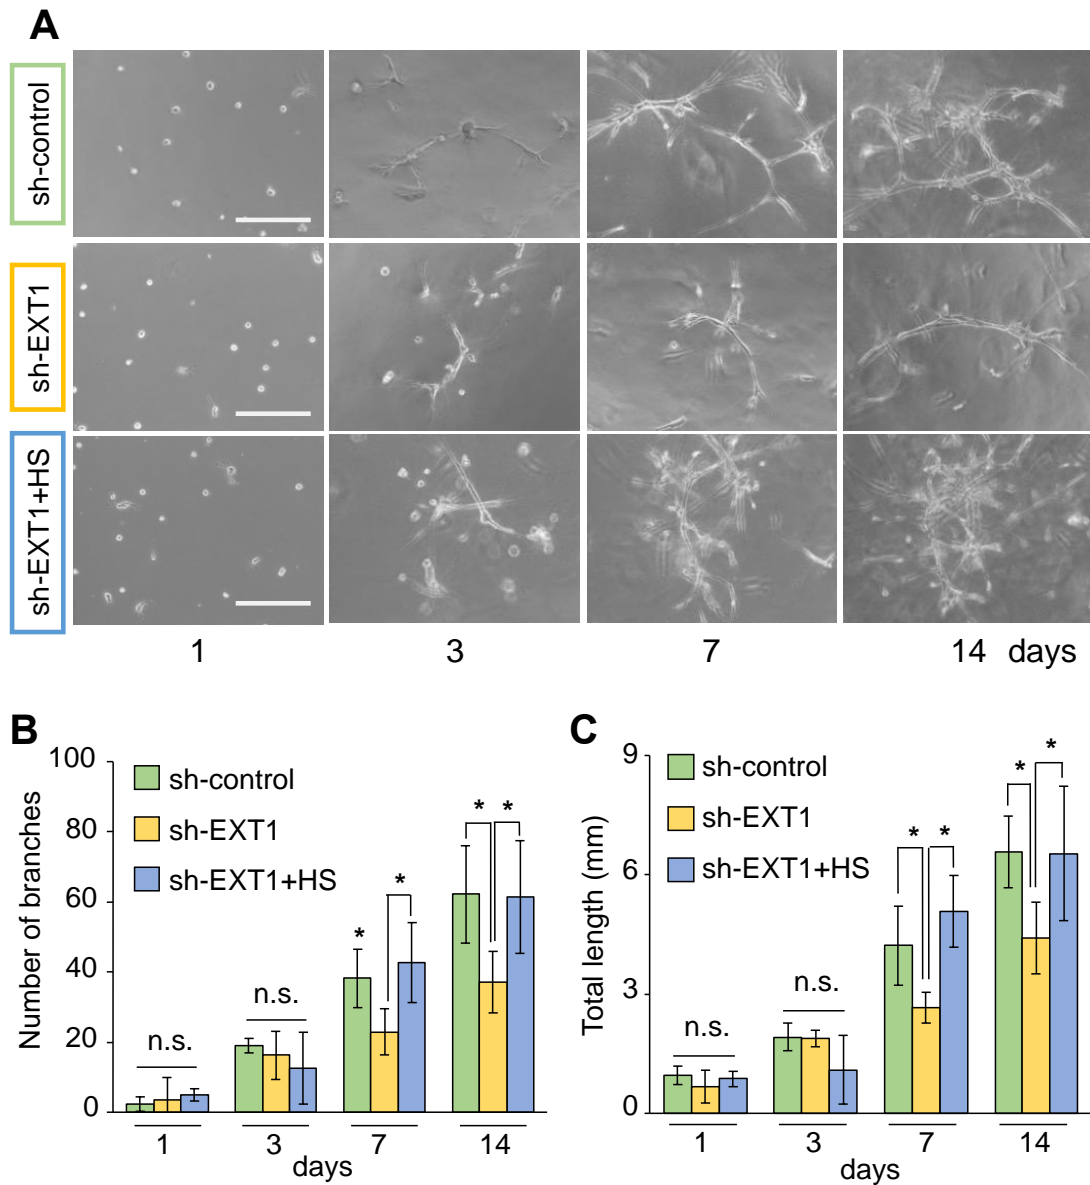 A
sh-control
sh-EXT1
sh-EXT1+HS
1 3 7 14 days
B
Number of branches
100
80
60
40
20
0
sh-control
sh-EXT1
sh-EXT1+HS
n.s.
n.s.
*
*
* *
1 3 7 14
days
C
Total length (mm)
9
6
3
0
sh-control
sh-EXT1
sh-EXT1+HS
n.s.
n.s.
* *
* *
1 3 7 14
days